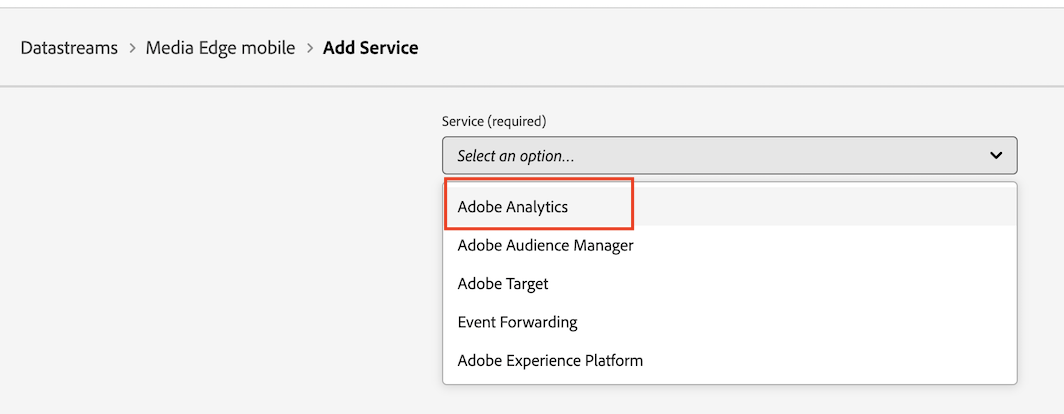 Datastreams > Media Edge mobile > Add Service
Service (required)
Select an option...
Adobe Analytics
Adobe Audience Manager
Adobe Target
Event Forwarding
Adobe Experience Platform